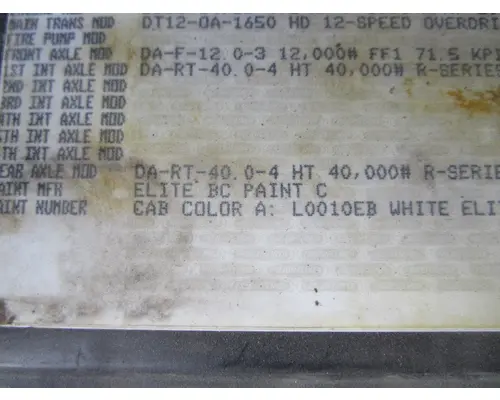 MAIN TRANS MOD DT12-OA-1650 HD 12-SPEED OVERDRI
FIRE PUMP MOD
FRONT AXLE MOD DA-F-12.0-3 12,000# FF1 71.5 KPI
1ST INT AXLE MOD DA-RT-40.0-4 HT 40,000# R-SERIE
2ND INT AXLE MOD
3RD INT AXLE MOD
4TH INT AXLE MOD
5TH INT AXLE MOD
6TH INT AXLE MOD
REAR AXLE MOD DA-RT-40.0-4 HT 40,000# R-SERIE
PAINT MFR ELITE BC PAINT C
PAINT NUMBER CAB COLOR A: L0010EB WHITE ELI